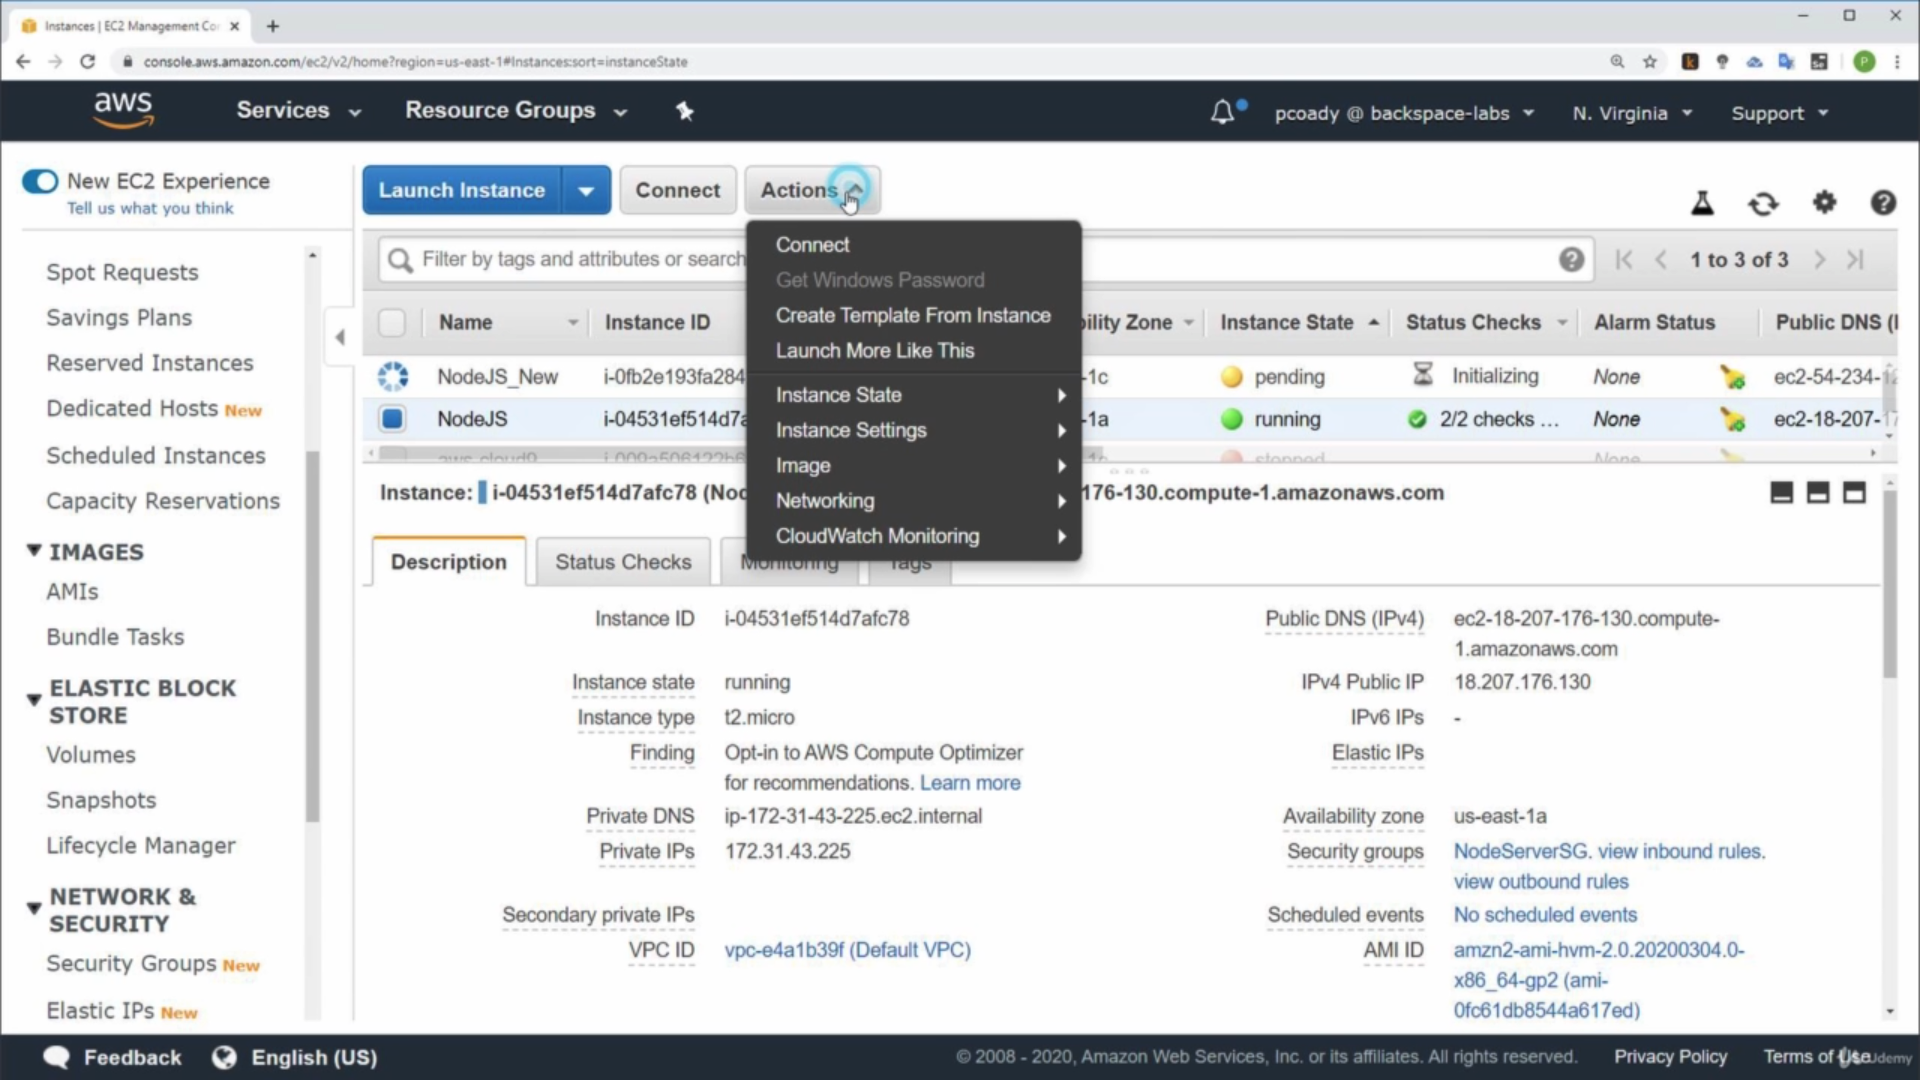 Instances | EC2 Management Co
console.aws.amazon.com/ec2/v2/home?region=us-east-1#Instances:sort=instanceState
aws
Services
Resource Groups
pcoady @ backspace-labs
N. Virginia
Support
New EC2 Experience
Tell us what you think
Spot Requests
Savings Plans
Reserved Instances
Dedicated Hosts New
Scheduled Instances
Capacity Reservations
IMAGES
AMIs
Bundle Tasks
ELASTIC BLOCK
STORE
Volumes
Snapshots
Lifecycle Manager
NETWORK &
SECURITY
Security Groups New
Elastic IPs New
Launch Instance
Connect
Actions
Filter by tags and attributes or search
1 to 3 of 3
Connect
Get Windows Password
Create Template From Instance
Launch More Like This
Instance State
Instance Settings
Image
Networking
CloudWatch Monitoring
Name Instance ID ility Zone Instance State Status Checks Alarm Status Public DNS (I
NodeJS_New i-0fb2e193fa284 -1c pending Initializing None ec2-54-234-
NodeJS i-04531ef514d7a -1a running 2/2 checks ... None ec2-18-207-
aws-cloud9 i-009a506122b6 stopped None
Instance: i-04531ef514d7afc78 (Noc 176-130.compute-1.amazonaws.com
Description
Status Checks
Monitoring
Tags
Instance ID i-04531ef514d7afc78
Instance state running
Instance type t2.micro
Finding Opt-in to AWS Compute Optimizer
for recommendations. Learn more
Private DNS ip-172-31-43-225.ec2.internal
Private IPs 172.31.43.225
Secondary private IPs
VPC ID vpc-e4a1b39f (Default VPC)
Public DNS (IPv4) ec2-18-207-176-130.compute-
1.amazonaws.com
IPv4 Public IP 18.207.176.130
IPv6 IPs -
Elastic IPs
Availability zone us-east-1a
Security groups NodeServerSG. view inbound rules.
view outbound rules
Scheduled events No scheduled events
AMI ID amzn2-ami-hvm-2.0.20200304.0-
x86_64-gp2 (ami-
0fc61db8544a617ed)
Feedback
English (US)
© 2008 - 2020, Amazon Web Services, Inc. or its affiliates. All rights reserved.
Privacy Policy
Terms of Use
Udemy